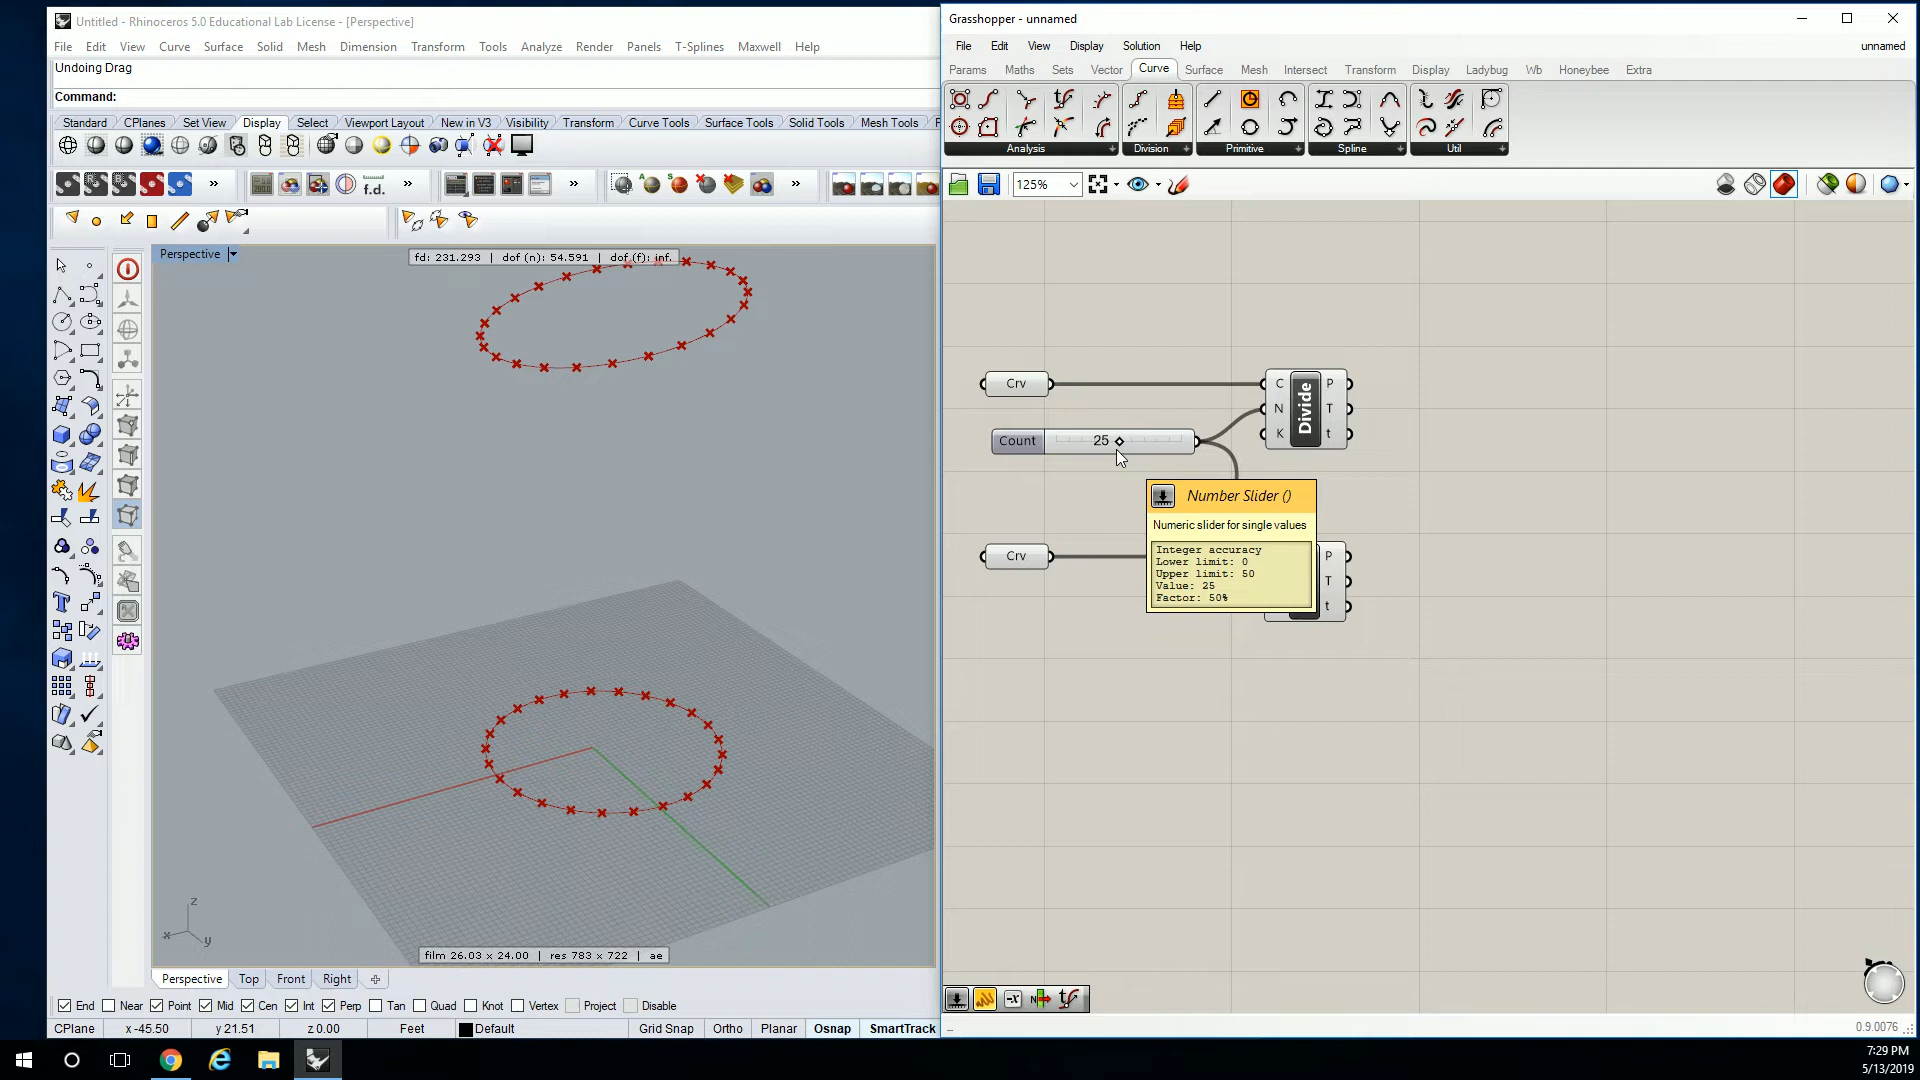 Untitled - Rhinoceros 5.0 Educational Lab License - [Perspective]
File Edit View Curve Surface Solid Mesh Dimension Transform Tools Analyze Render Panels T-Splines Maxwell Help
Undoing Drag
Command:
Standard CPlanes Set View Display Select Viewport Layout New in V3 Visibility Transform Curve Tools Surface Tools Solid Tools Mesh Tools
f.d.
Perspective
fd: 231.293 | dof (n): 54.591 | dof (f): inf.
z
x
y
film 26.03 x 24.00 | res 783 x 722 | ae
Perspective Top Front Right
End Near Point Mid Cen Int Perp Tan Quad Knot Vertex Project Disable
CPlane x -45.50 y 21.51 z 0.00 Feet Default Grid Snap Ortho Planar Osnap SmartTrack
Grasshopper - unnamed
File Edit View Display Solution Help unnamed
Params Maths Sets Vector Curve Surface Mesh Intersect Transform Display Ladybug Wb Honeybee Extra
Analysis Division Primitive Spline Util
125%
Crv
C N K Divide P T t
Count 25
Number Slider ()
Numeric slider for single values
Integer accuracy
Lower limit: 0
Upper limit: 50
Value: 25
Factor: 50%
Crv
P
T
t
0.9.0076
7:29 PM
5/13/2019